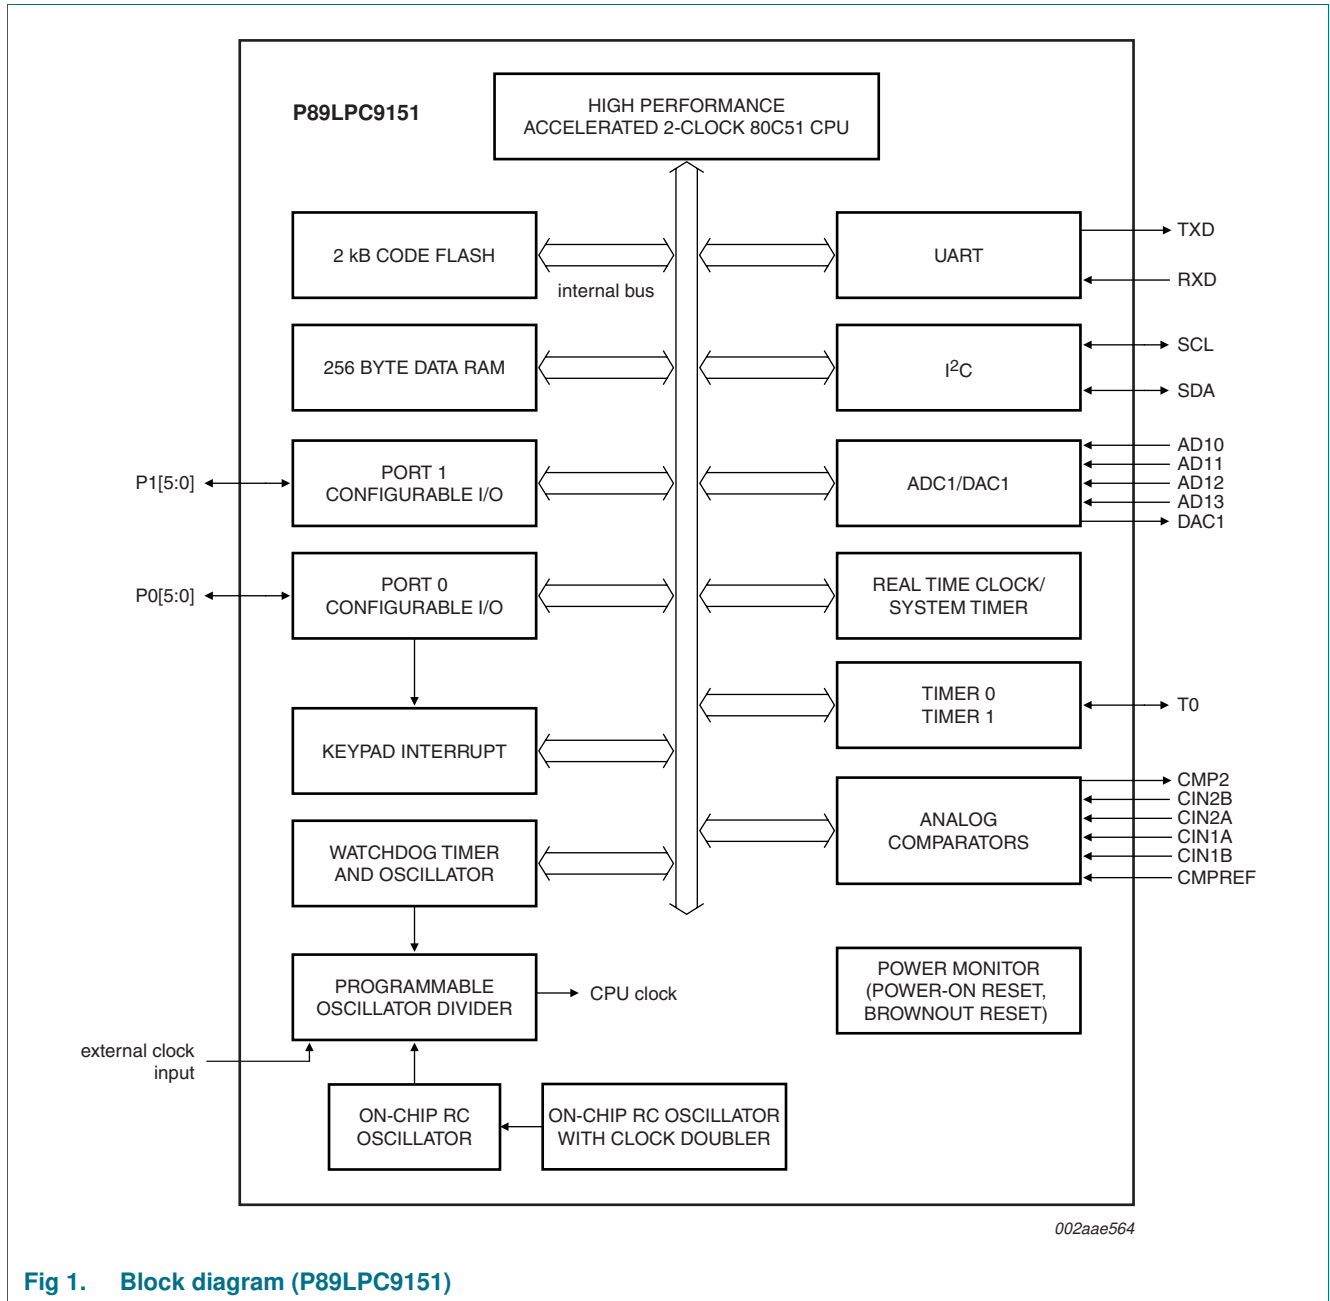 P89LPC9151
HIGH PERFORMANCE
ACCELERATED 2-CLOCK 80C51 CPU
2 kB CODE FLASH
internal bus
256 BYTE DATA RAM
P1[5:0]
PORT 1
CONFIGURABLE I/O
P0[5:0]
PORT 0
CONFIGURABLE I/O
KEYPAD INTERRUPT
WATCHDOG TIMER
AND OSCILLATOR
PROGRAMMABLE
OSCILLATOR DIVIDER
CPU clock
external clock
input
ON-CHIP RC
OSCILLATOR
ON-CHIP RC OSCILLATOR
WITH CLOCK DOUBLER
UART
TXD
RXD
I2C
SCL
SDA
ADC1/DAC1
AD10
AD11
AD12
AD13
DAC1
REAL TIME CLOCK/
SYSTEM TIMER
TIMER 0
TIMER 1
T0
ANALOG
COMPARATORS
CMP2
CIN2B
CIN2A
CIN1A
CIN1B
CMPREF
POWER MONITOR
(POWER-ON RESET,
BROWNOUT RESET)
002aae564
Fig 1. Block diagram (P89LPC9151)